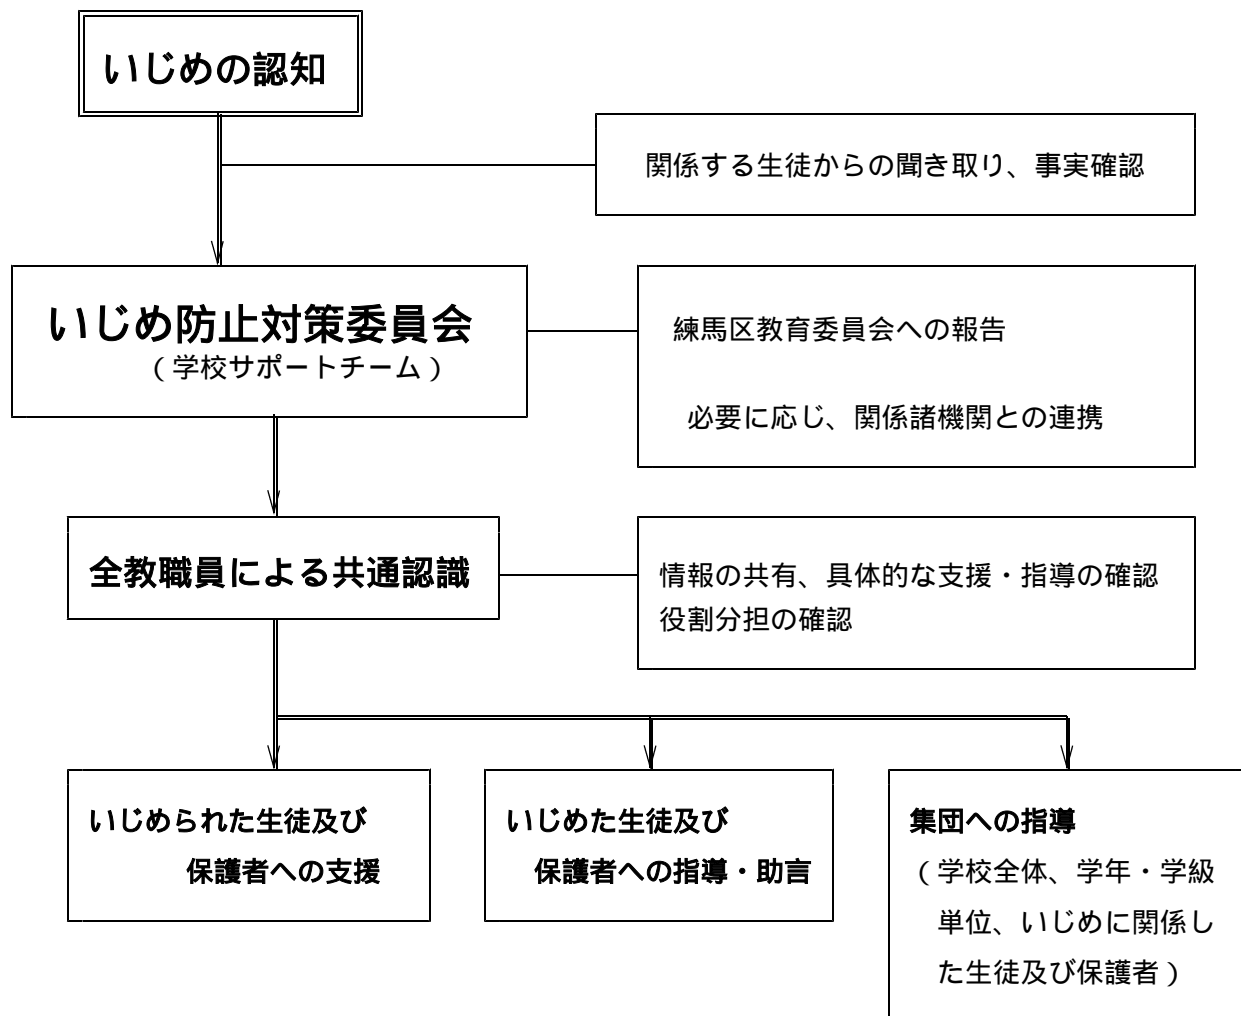 いじめの認知
関係する生徒からの聞き取り、事実確認
いじめ防止対策委員会
(学校サポートチーム)
練馬区教育委員会への報告
必要に応じ、関係諸機関との連携
全教職員による共通認識
情報の共有、具体的な支援・指導の確認
役割分担の確認
いじめられた生徒及び
保護者への支援
いじめた生徒及び
保護者への指導・助言
集団への指導
(学校全体、学年・学級
単位、いじめに関係し
た生徒及び保護者)